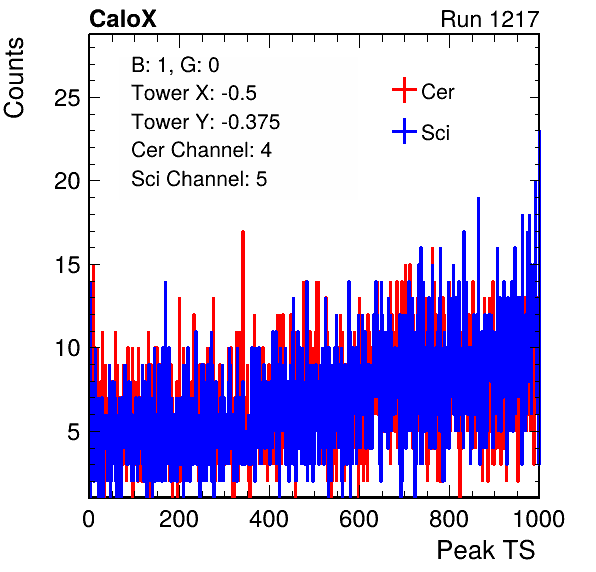 CaloX Run 1217
Counts
B: 1, G: 0
Tower X: -0.5
Tower Y: -0.375
Cer Channel: 4
Sci Channel: 5
Cer
Sci
25
20
15
10
5
0 200 400 600 800 1000
Peak TS